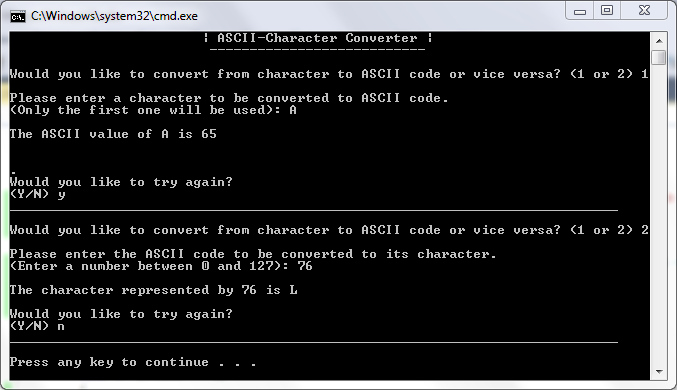 C:\Windows\system32\cmd.exe
C:\.
¦ ASCII-Character Converter ¦
---------------------------
Would you like to convert from character to ASCII code or vice versa? (1 or 2) 1
Please enter a character to be converted to ASCII code.
(Only the first one will be used): A
The ASCII value of A is 65
.
Would you like to try again?
(Y/N) y
____________________________________________________________________________
Would you like to convert from character to ASCII code or vice versa? (1 or 2) 2
Please enter the ASCII code to be converted to its character.
(Enter a number between 0 and 127): 76
The character represented by 76 is L
Would you like to try again?
(Y/N) n
____________________________________________________________________________
Press any key to continue . . .